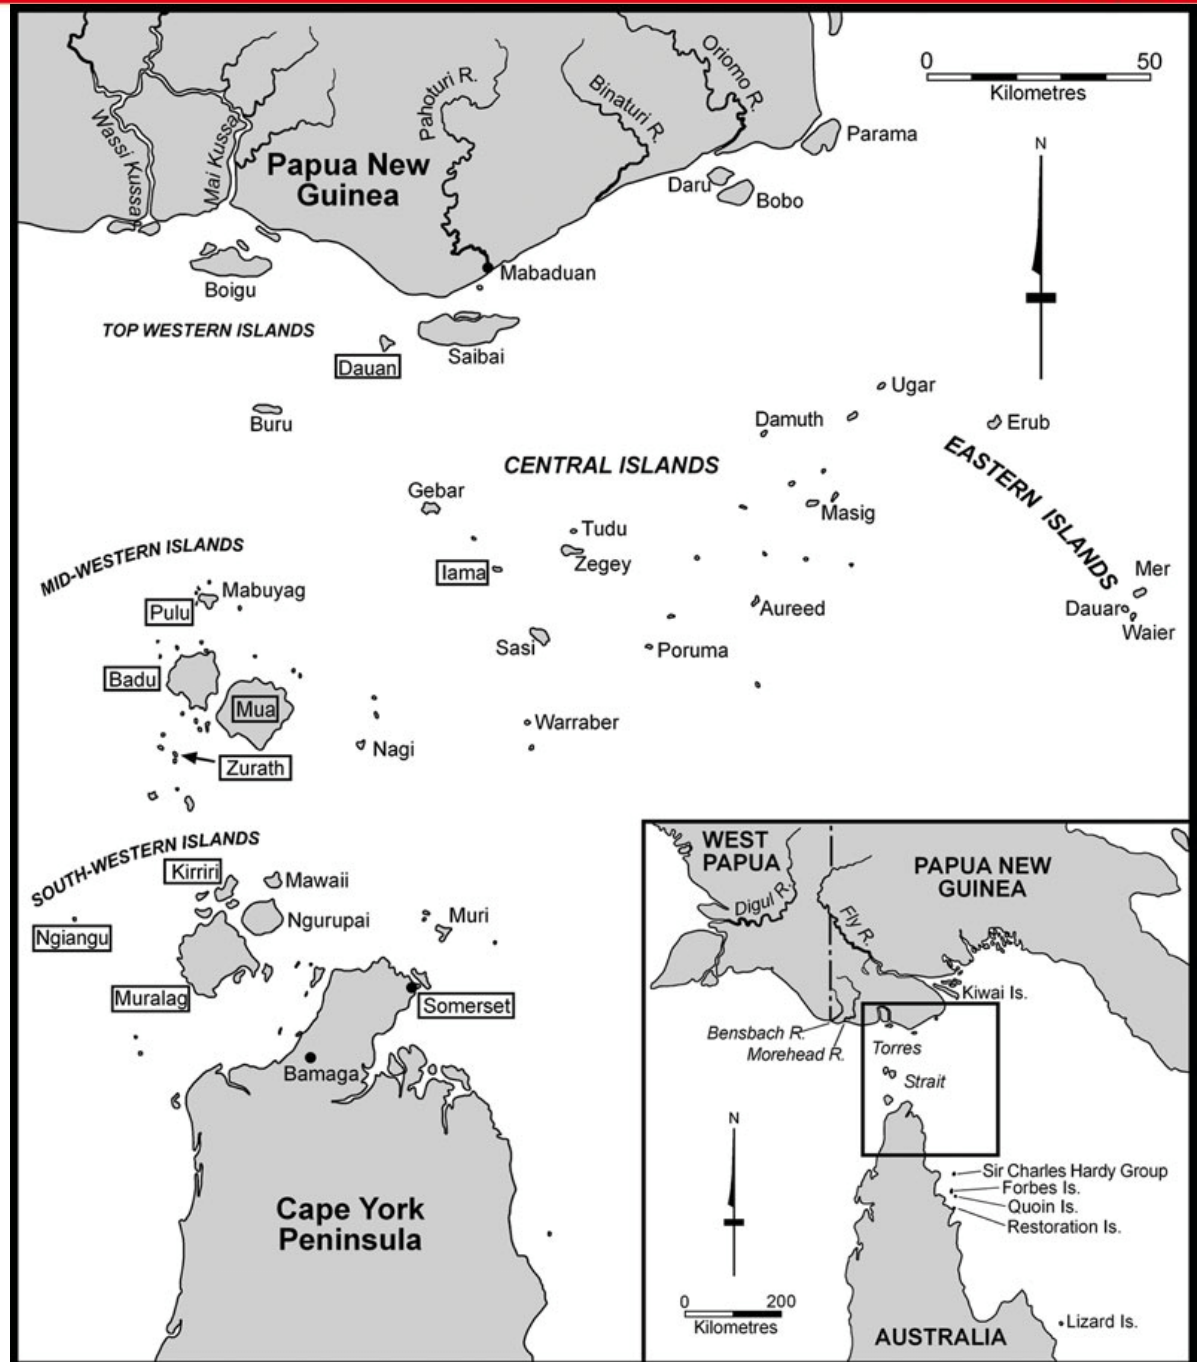 0 50
Kilometres
N
Wassi Kussa
Mai Kussa
Pahoturi R.
Binaturi R.
Oriomo R.
Papua New
Guinea
Parama
Daru
Bobo
Mabaduan
Boigu
TOP WESTERN ISLANDS
Saibai
Dauan
Buru
Ugar
Damuth
Erub
CENTRAL ISLANDS
EASTERN ISLANDS
Gebar
Masig
Tudu
Zegey
Iama
MID-WESTERN ISLANDS
Mabuyag
Pulu
Mer
Dauar
Waier
Aureed
Sasi
Poruma
Badu
Mua
Warraber
Nagi
Zurath
SOUTH-WESTERN ISLANDS
Kirriri
Mawaii
Ngurupai
Muri
Ngiangu
Muralag
Somerset
Bamaga
Cape York
Peninsula
WEST
PAPUA
PAPUA NEW
GUINEA
Digul R.
Fly R.
Kiwai Is.
Bensbach R.
Morehead R.
Torres
Strait
N
Sir Charles Hardy Group
Forbes Is.
Quoin Is.
Restoration Is.
0 200
Kilometres
Lizard Is.
AUSTRALIA